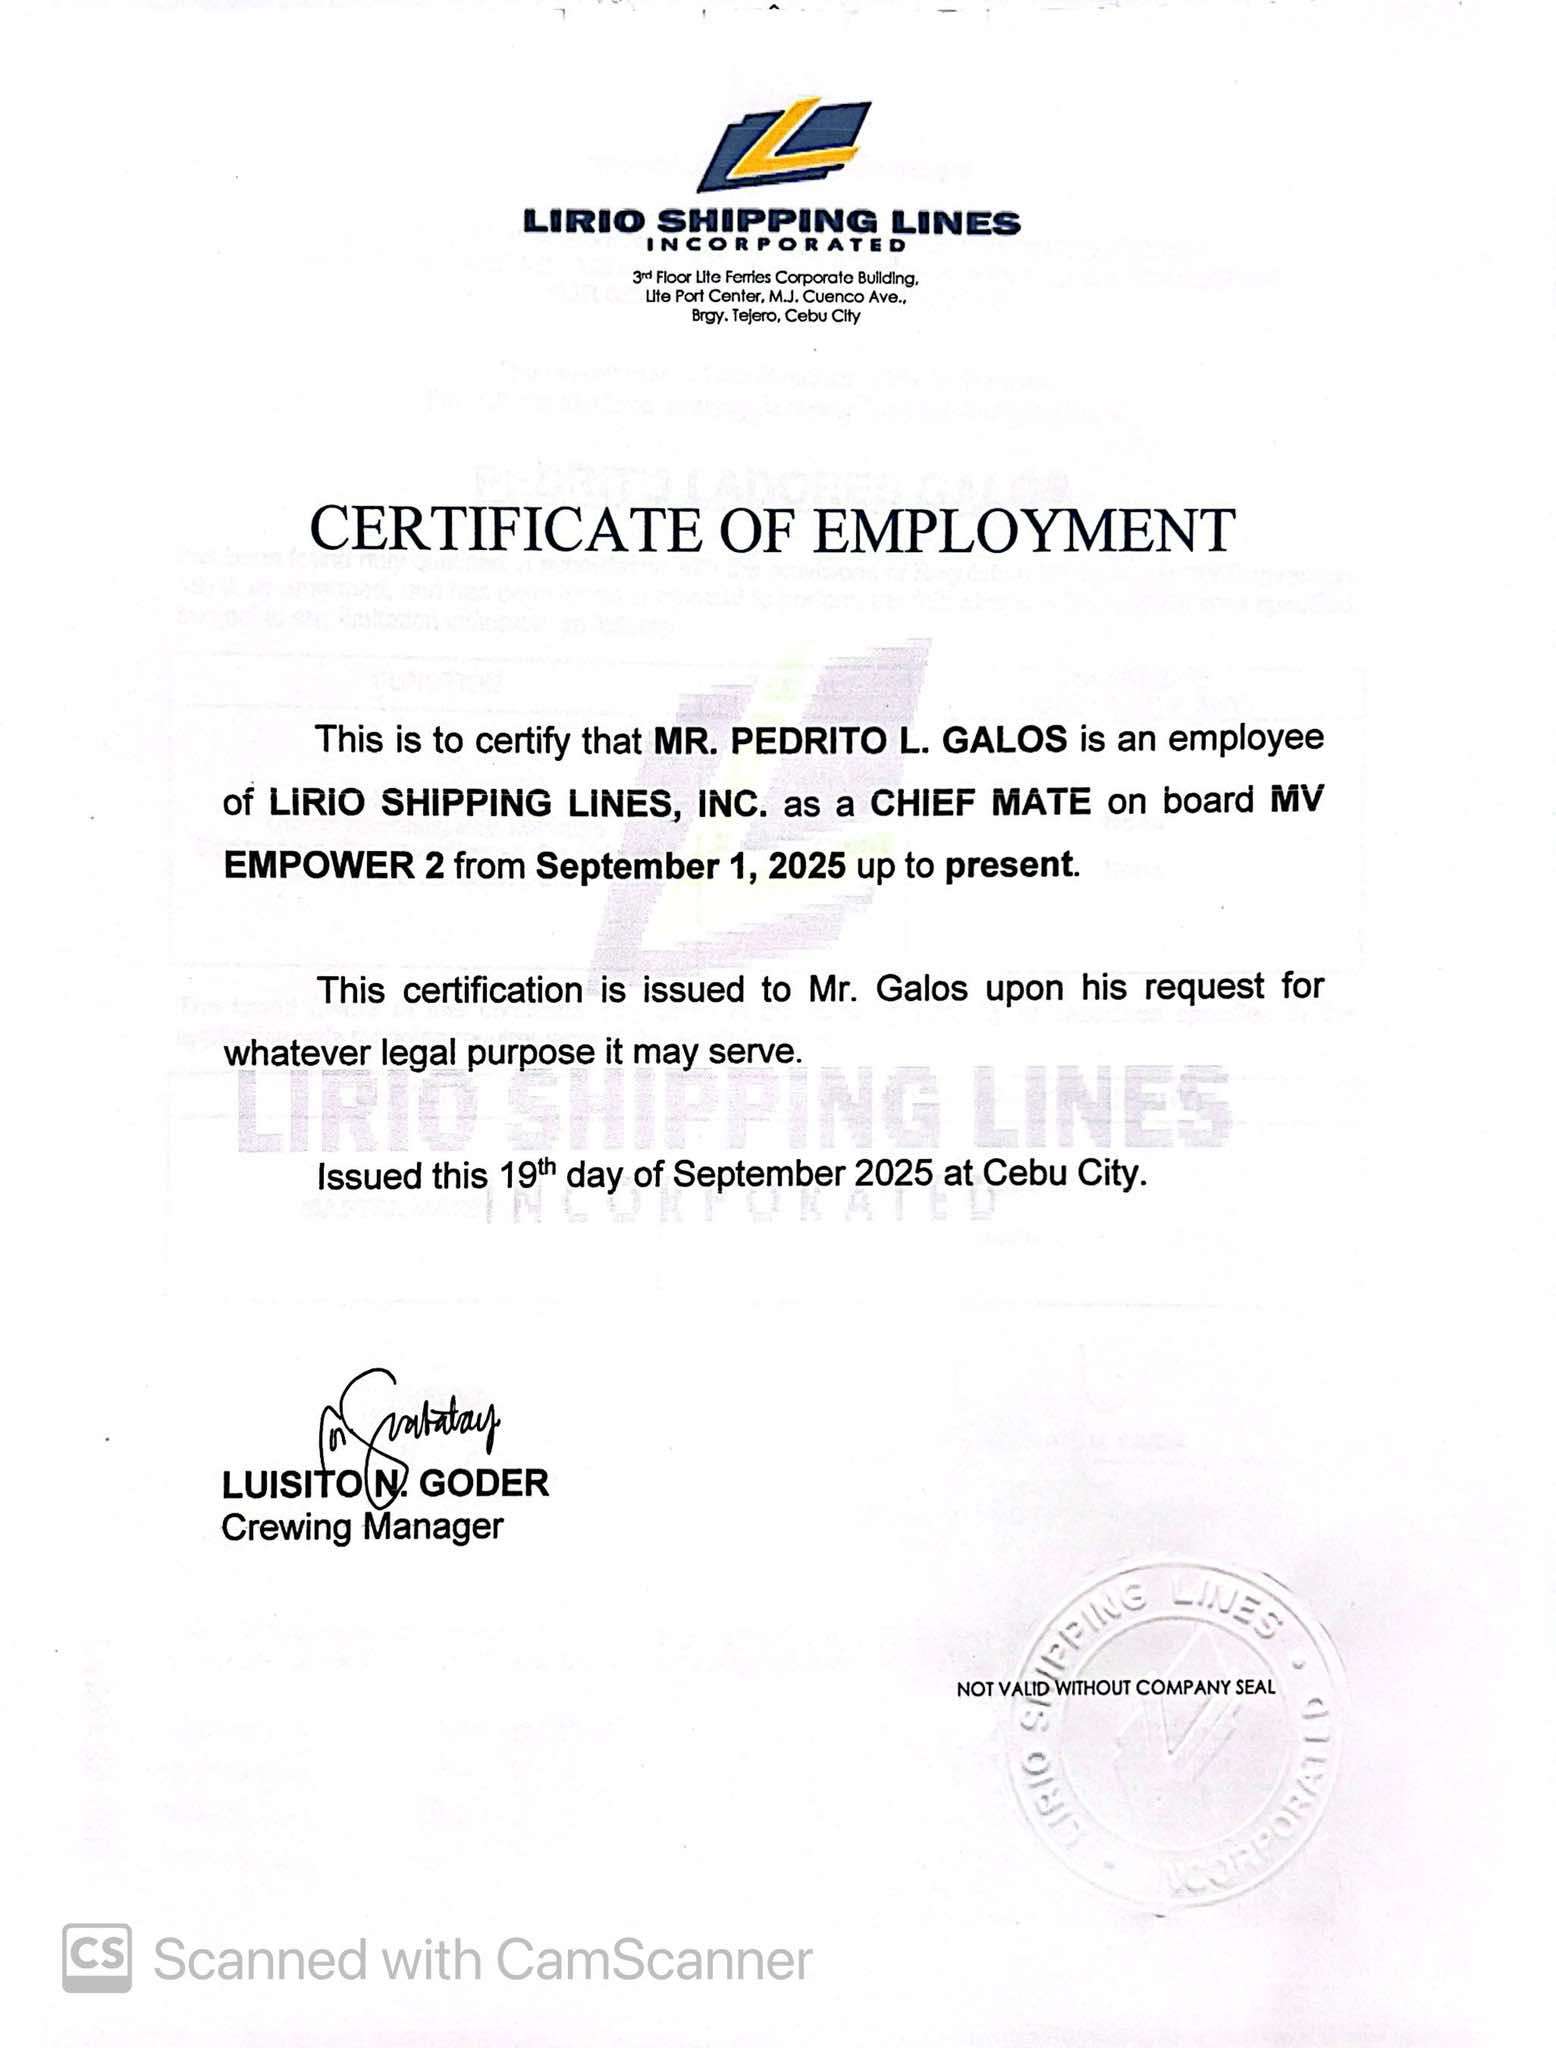 LIRIO SHIPPING LINES
INCORPORATED
3rd Floor Lite Ferries Corporate Building,
Lite Port Center, M.J. Cuenco Ave.,
Brgy. Tejero, Cebu City
CERTIFICATE OF EMPLOYMENT
This is to certify that MR. PEDRITO L. GALOS is an employee
of LIRIO SHIPPING LINES, INC. as a CHIEF MATE on board MV
EMPOWER 2 from September 1, 2025 up to present.
This certification is issued to Mr. Galos upon his request for
whatever legal purpose it may serve.
LIRIO SHIPPING LINES
Issued this 19th day of September 2025 at Cebu City.
INCORPORATED
LUISITO N. GODER
Crewing Manager
LIRIO SHIPPING LINES
INCORPORATED
NOT VALID WITHOUT COMPANY SEAL
CS Scanned with CamScanner